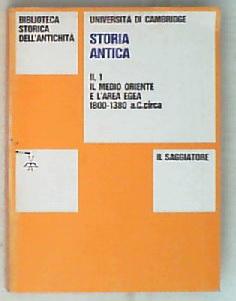 BIBLIOTECA
STORICA
DELL'ANTICHITÀ
UNIVERSITÀ DI CAMBRIDGE
STORIA
ANTICA
II, 1
IL MEDIO ORIENTE
E L'AREA EGEA
1800-1380 a.C. circa
IL SAGGIATORE